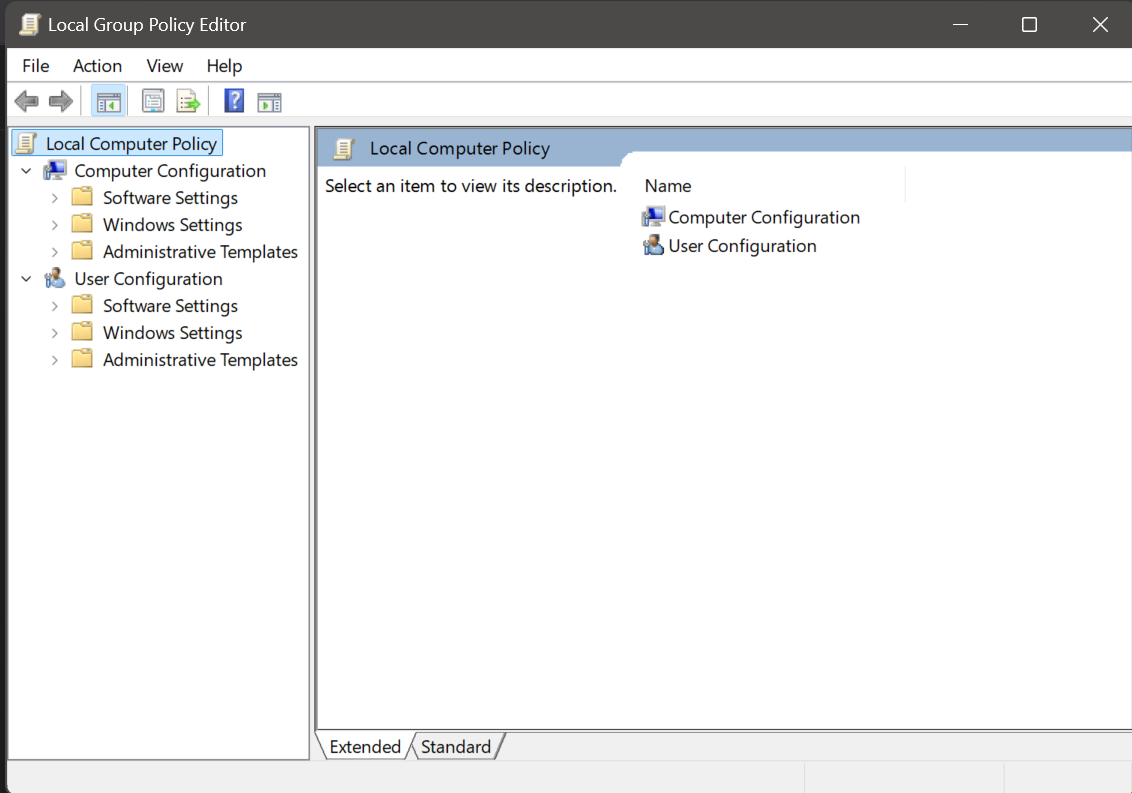 Local Group Policy Editor
File Action View Help
Local Computer Policy
Computer Configuration
Software Settings
Windows Settings
Administrative Templates
User Configuration
Software Settings
Windows Settings
Administrative Templates
Local Computer Policy
Select an item to view its description.
Name
Computer Configuration
User Configuration
Extended Standard